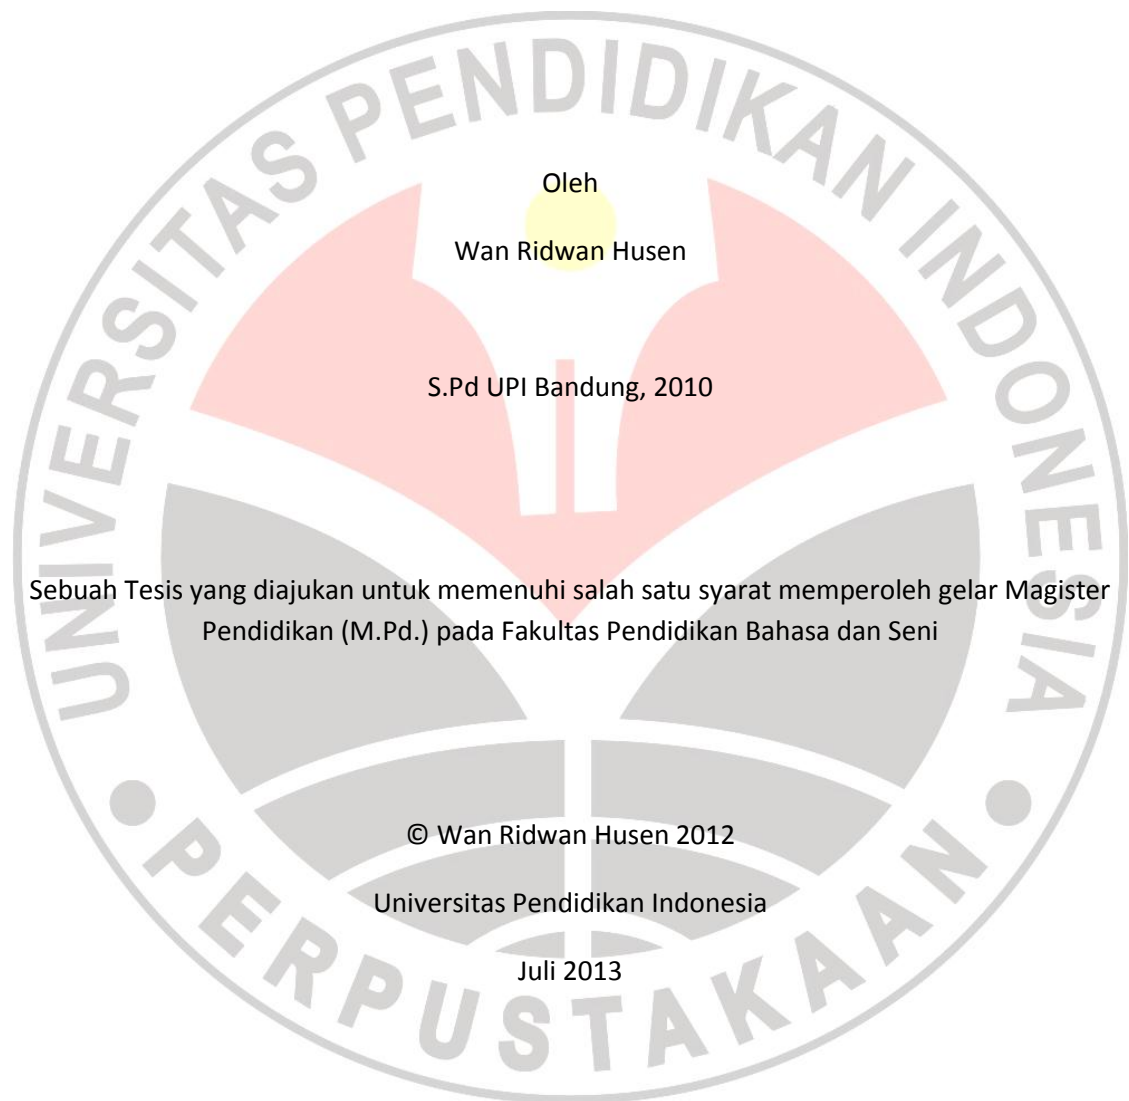 UNIVERSITAS PENDIDIKAN INDONESIA
Oleh
Wan Ridwan Husen
S.Pd UPI Bandung, 2010
Sebuah Tesis yang diajukan untuk memenuhi salah satu syarat memperoleh gelar Magister
Pendidikan (M.Pd.) pada Fakultas Pendidikan Bahasa dan Seni
© Wan Ridwan Husen 2012
Universitas Pendidikan Indonesia
Juli 2013
PERPUSTAKAAN